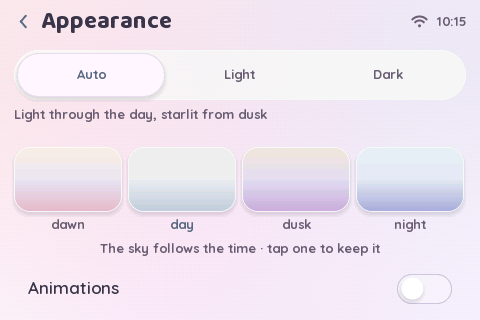 Appearance
10:15
Auto
Light
Dark
Light through the day, starlit from dusk
dawn
day
dusk
night
The sky follows the time · tap one to keep it
Animations